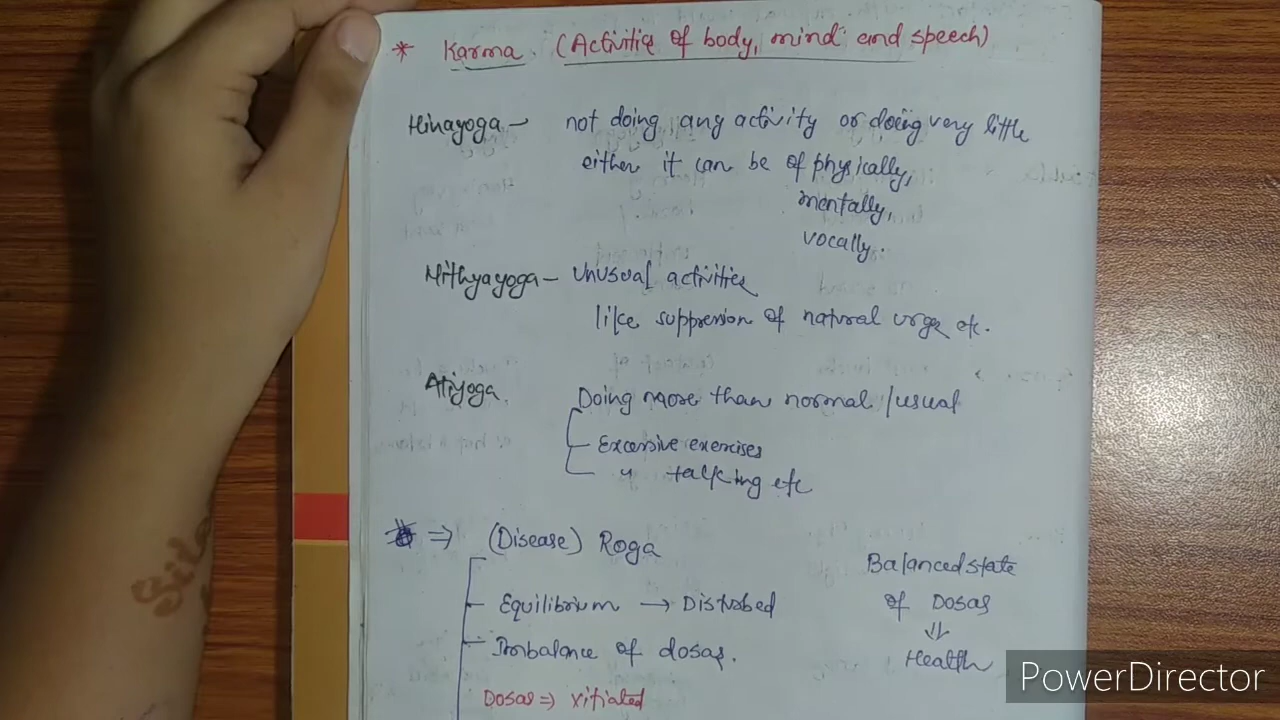 * Karma (Activitie of body, mind and speech)
Hinayoga - not doing any activity or doing very little
either it can be of physically,
mentally,
vocally.
Mithyayoga - Unusual activities
like suppression of natural urge etc.
Atiyoga Doing more than normal/usual
Excessive exercises
" talking etc
⇒ (Disease) Roga
Equilibrium → Distrbed
Imbalance of dosas.
Dosas ⇒ Vitiated
Balanced state
of Dosas
⇓
Health
PowerDirector